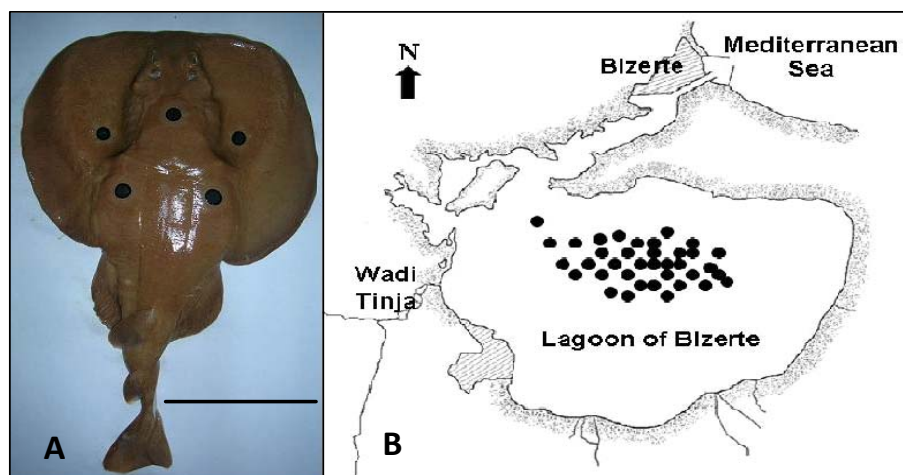 A
N
Bizerte
Mediterranean
Sea
Wadi
Tinja
Lagoon of Bizerte
B